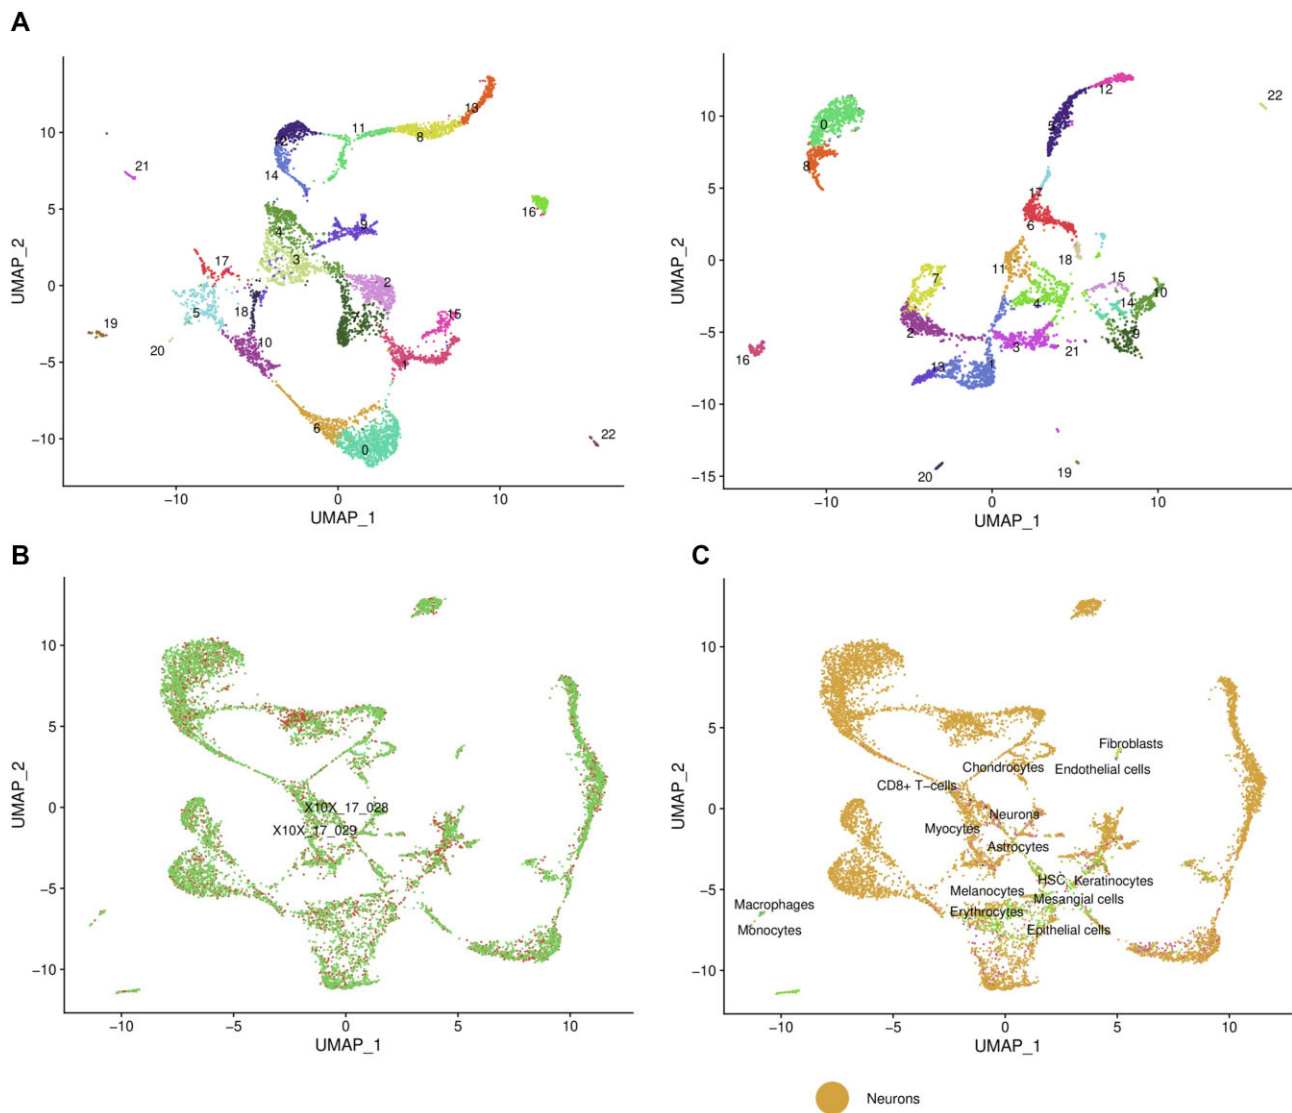 A
10
5
0
−5
−10
UMAP_2
−10
0
10
UMAP_1
13
11
8
12
14
21
16
4
9
3
17
2
18
5
7
15
19
20
10
1
6
0
22
10
5
0
−5
−10
−15
UMAP_2
−10
0
10
UMAP_1
12
22
0
5
8
17
6
18
11
7
15
10
4
14
2
9
3
21
16
13
1
20
19
B
10
5
0
−5
−10
UMAP_2
−10
−5
0
5
10
UMAP_1
X10X_17_028
X10X_17_029
C
10
5
0
−5
−10
UMAP_2
−10
−5
0
5
10
UMAP_1
Fibroblasts
Chondrocytes
Endothelial cells
CD8+ T−cells
Neurons
Myocytes
Astrocytes
HSC
Keratinocytes
Melanocytes
Mesangial cells
Macrophages
Erythrocytes
Monocytes
Epithelial cells
Neurons